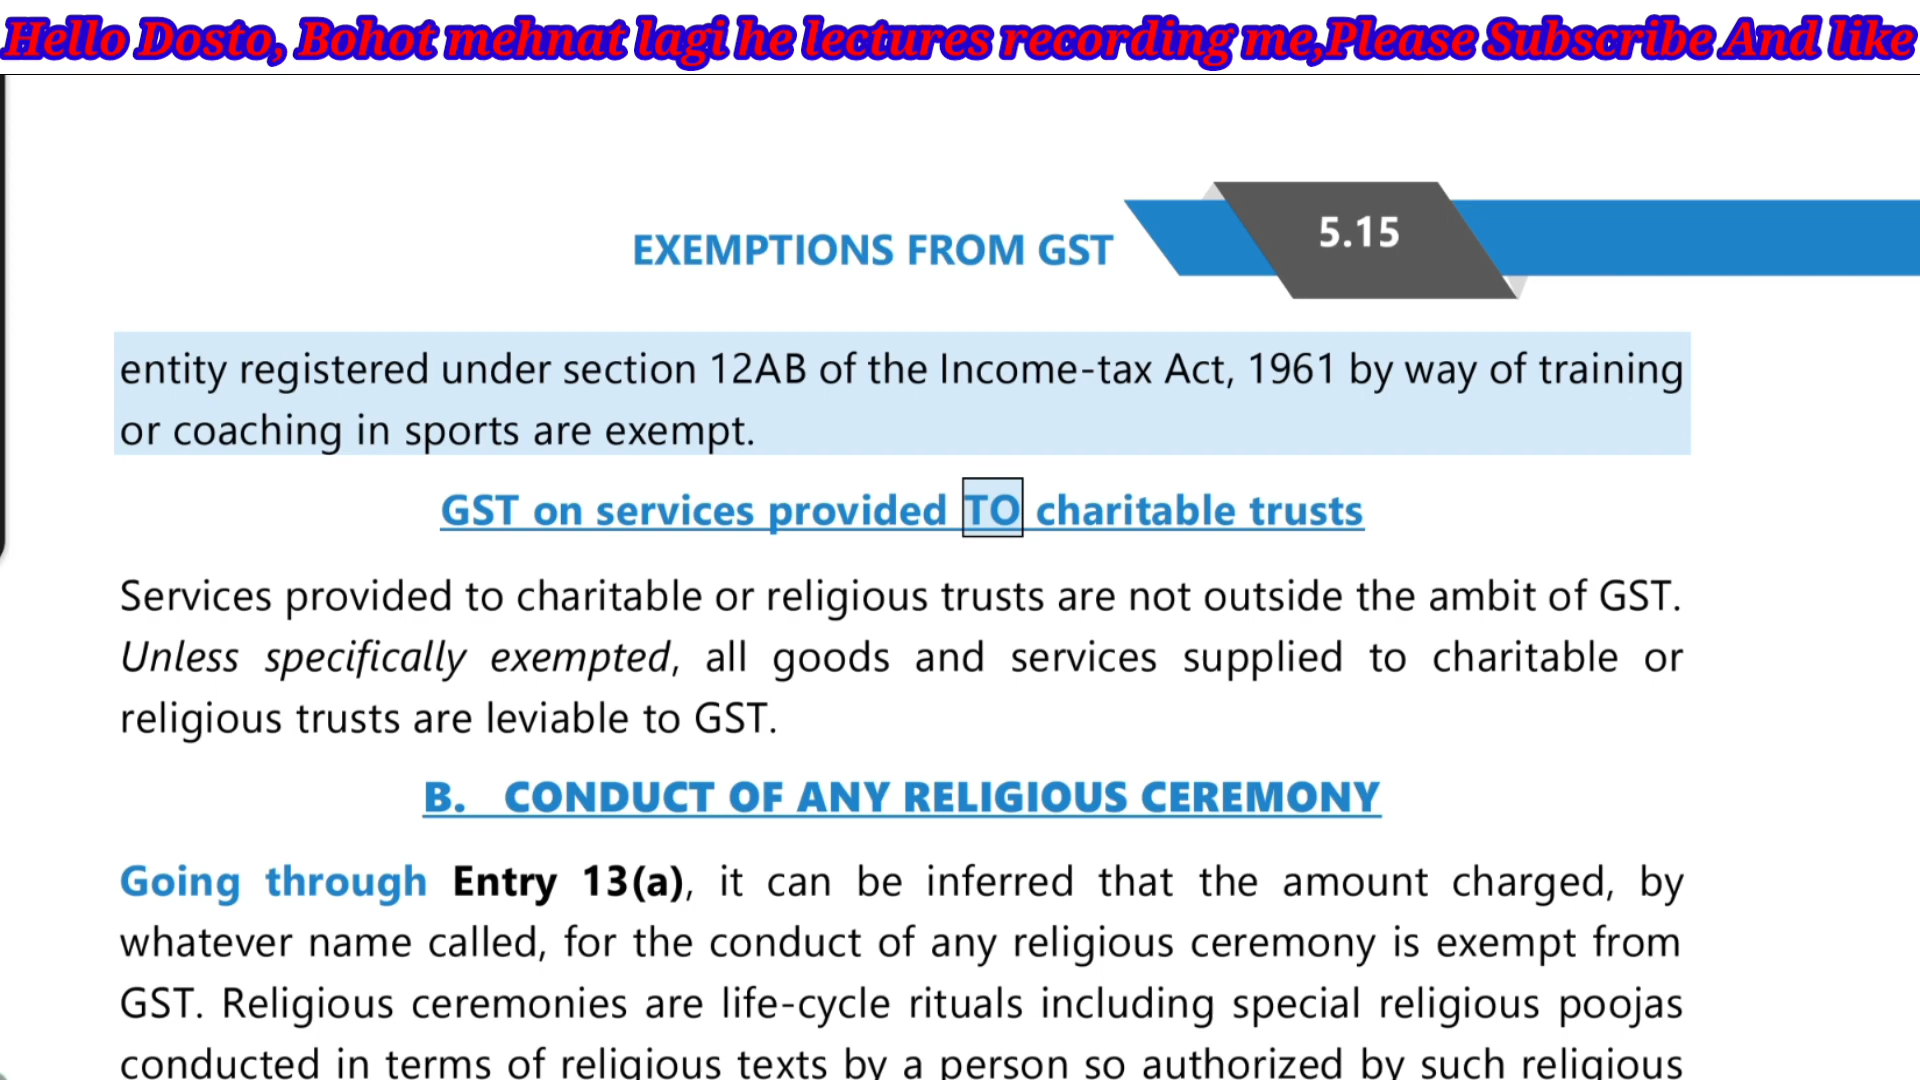 Hello Dosto, Bohot mehnat lagi he lectures recording me,Please Subscribe And like
EXEMPTIONS FROM GST
5.15
entity registered under section 12AB of the Income-tax Act, 1961 by way of training
or coaching in sports are exempt.
GST on services provided TO charitable trusts
Services provided to charitable or religious trusts are not outside the ambit of GST.
Unless specifically exempted, all goods and services supplied to charitable or
religious trusts are leviable to GST.
B. CONDUCT OF ANY RELIGIOUS CEREMONY
Going through Entry 13(a), it can be inferred that the amount charged, by
whatever name called, for the conduct of any religious ceremony is exempt from
GST. Religious ceremonies are life-cycle rituals including special religious poojas
conducted in terms of religious texts by a person so authorized by such religious